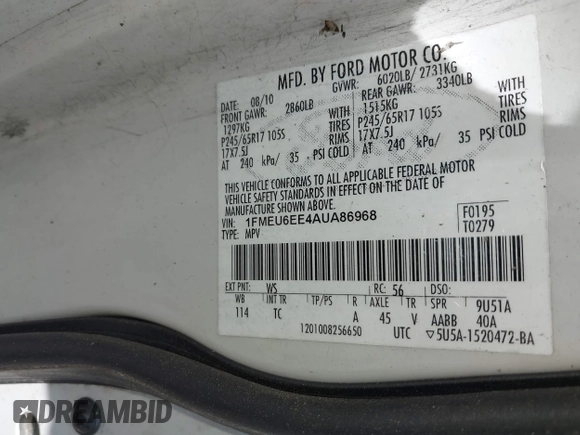 MFD. BY FORD MOTOR CO.
DATE: 08/10 GVWR: 6020LB/ 2731KG
FRONT GAWR: 2860LB REAR GAWR: 3340LB
1297KG WITH 1515KG WITH
P245/65R17 105S TIRES P245/65R17 105S TIRES
17X7.5J RIMS 17X7.5J RIMS
AT 240 kPa/ 35 PSI COLD AT 240 kPa/ 35 PSI COLD
THIS VEHICLE CONFORMS TO ALL APPLICABLE FEDERAL MOTOR
VEHICLE SAFETY STANDARDS IN EFFECT ON THE DATE OF
MANUFACTURE SHOWN ABOVE.
VIN: 1FMEU6EE4AUA86968 F0195
TYPE: MPV T0279
EXT PNT: WS RC: 56 DSO:
WB INT TR TP/PS R AXLE TR SPR 9U51A
114 TC A 45 V AABB 40A
1201008256650 UTC ▽5U5A-1520472-BA
DREAMBID